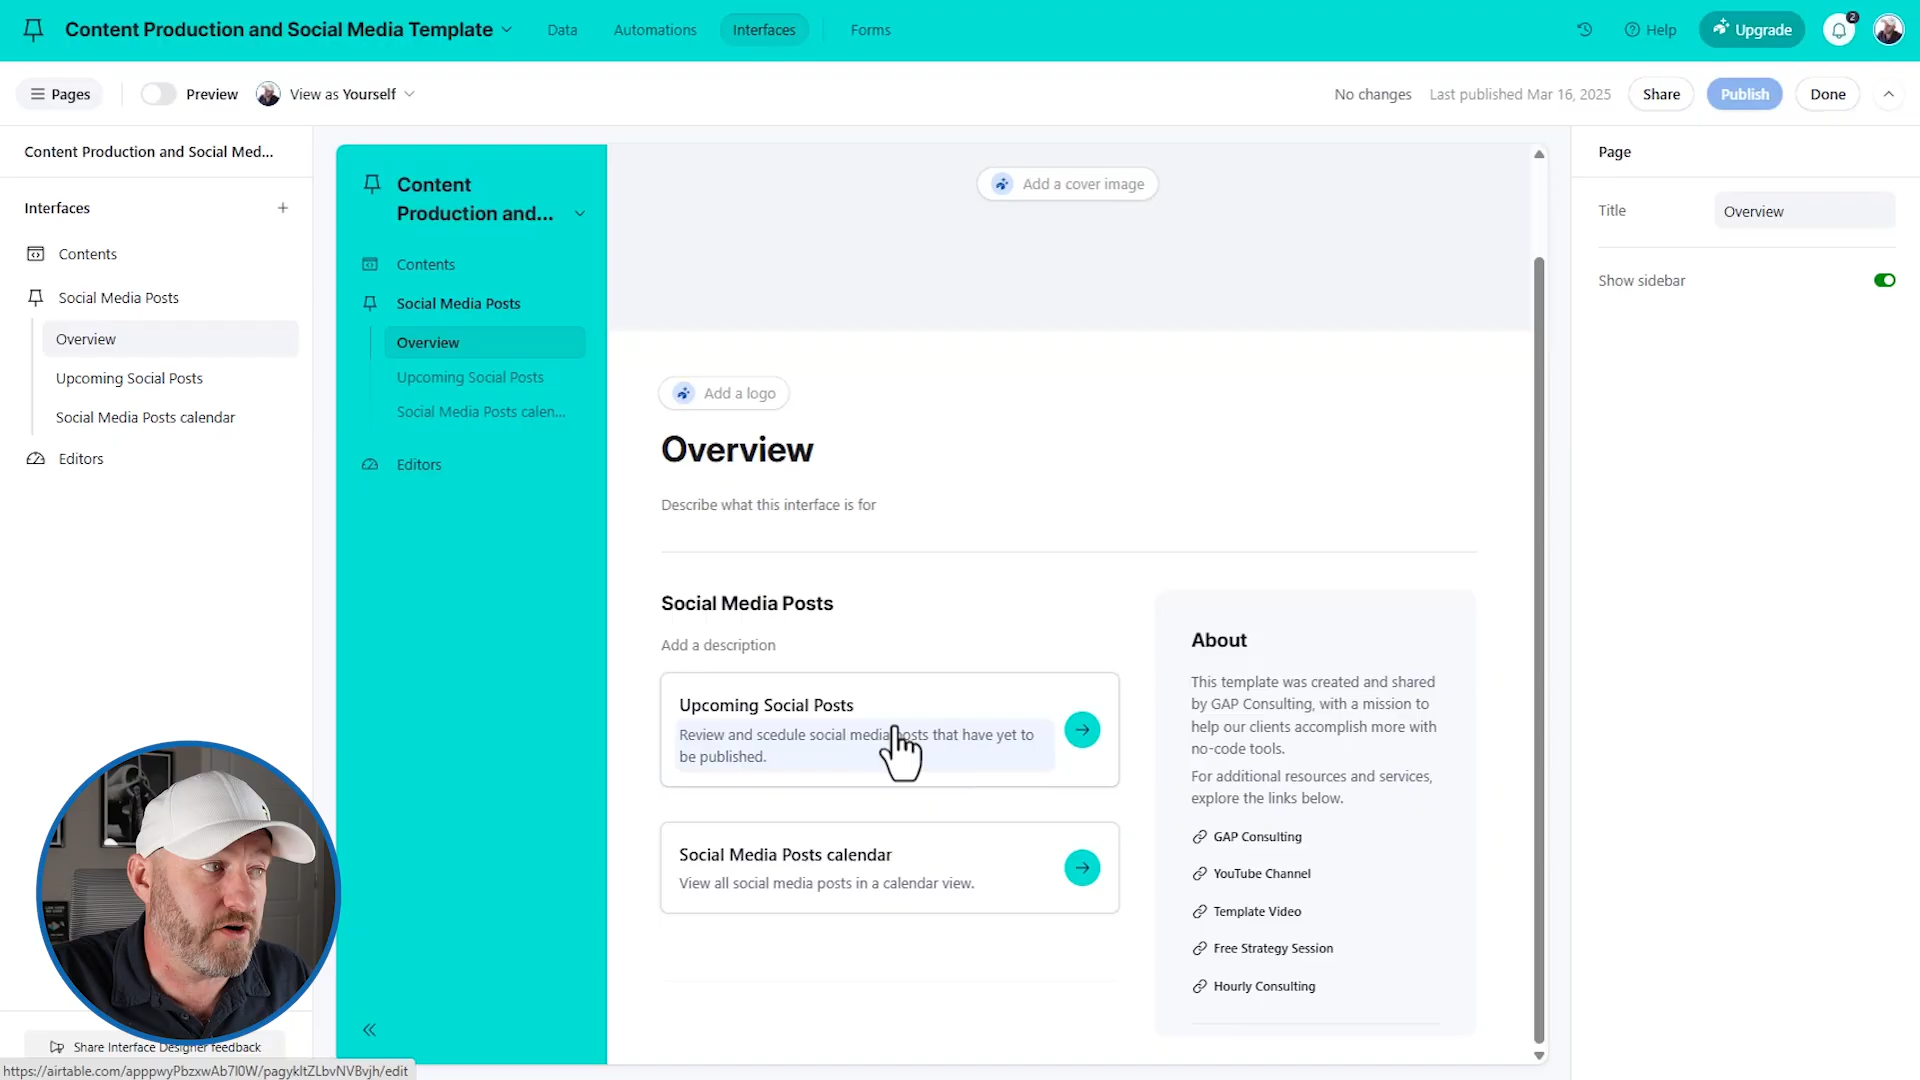 Content Production and Social Media Template
Data
Automations
Interfaces
Forms
Help
Upgrade
2
Pages
Preview
View as Yourself
No changes
Last published Mar 16, 2025
Share
Publish
Done
Content Production and Social Med...
Interfaces
Contents
Social Media Posts
Overview
Upcoming Social Posts
Social Media Posts calendar
Editors
Share Interface Designer feedback
https://airtable.com/apppwyPbzxwAb7l0W/pagykltZLbvNVBvjh/edit
Content
Production and...
Contents
Social Media Posts
Overview
Upcoming Social Posts
Social Media Posts calen...
Editors
Add a cover image
Add a logo
Overview
Describe what this interface is for
Social Media Posts
Add a description
Upcoming Social Posts
Review and scedule social media posts that have yet to
be published.
Social Media Posts calendar
View all social media posts in a calendar view.
About
This template was created and shared
by GAP Consulting, with a mission to
help our clients accomplish more with
no-code tools.
For additional resources and services,
explore the links below.
GAP Consulting
YouTube Channel
Template Video
Free Strategy Session
Hourly Consulting
Page
Title
Overview
Show sidebar